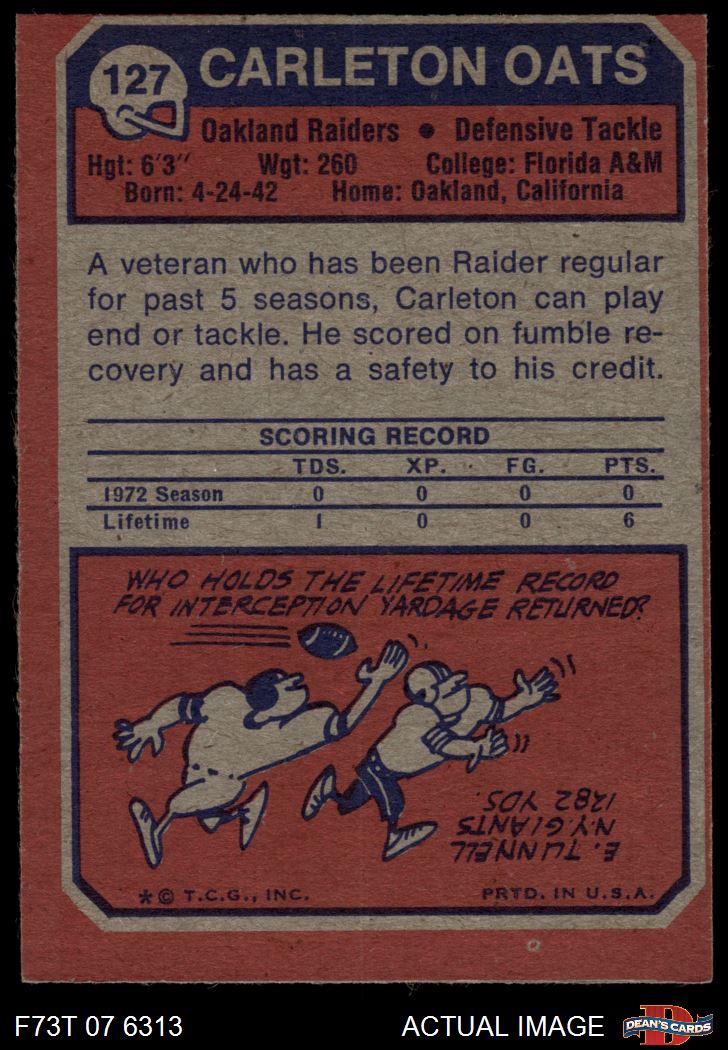 127
CARLETON OATS
Oakland Raiders • Defensive Tackle
Hgt: 6'3" Wgt: 260 College: Florida A&M
Born: 4-24-42 Home: Oakland, California
A veteran who has been Raider regular
for past 5 seasons, Carleton can play
end or tackle. He scored on fumble re-
covery and has a safety to his credit.
SCORING RECORD
TDS. XP. FG. PTS.
1972 Season 0 0 0 0
Lifetime 1 0 0 6
WHO HOLDS THE LIFETIME RECORD
FOR INTERCEPTION YARDAGE RETURNED?
E. TUNNELL
N.Y. GIANTS
1282 YDS.
*© T.C.G., INC. PRTD. IN U.S.A.
F73T 07 6313 ACTUAL IMAGE
D
DEAN'S CARDS